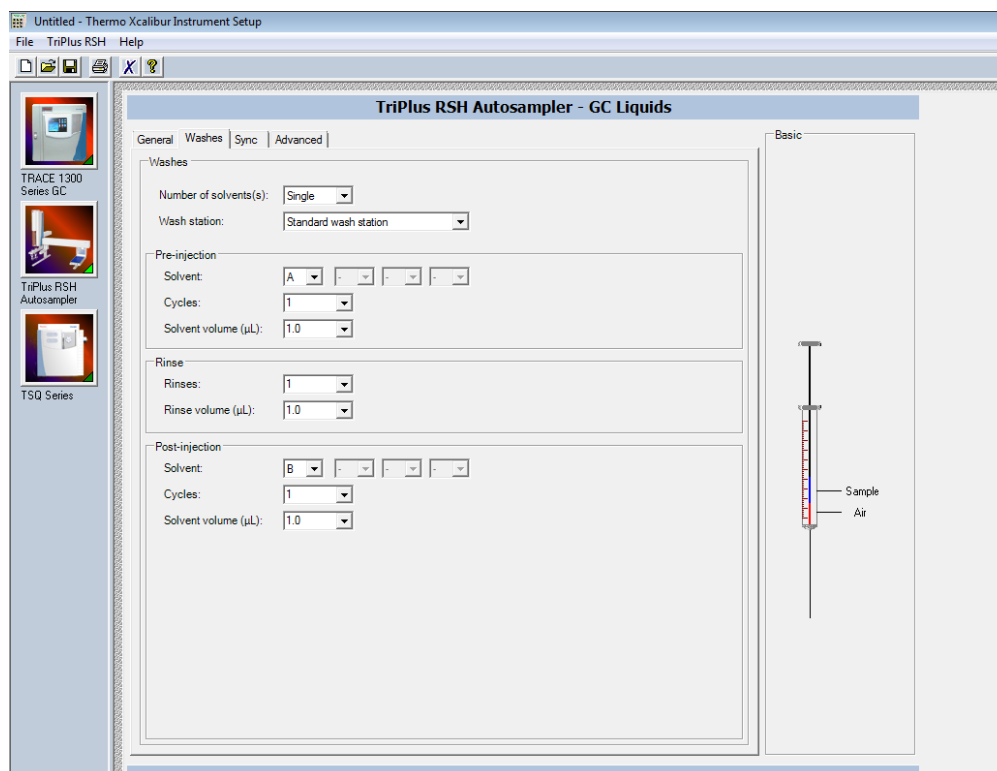 Untitled - Thermo Xcalibur Instrument Setup
File TriPlus RSH Help
TRACE 1300
Series GC
TriPlus RSH
Autosampler
TSQ Series
TriPlus RSH Autosampler - GC Liquids
General Washes Sync Advanced
Washes
Number of solvents(s): Single
Wash station: Standard wash station
Pre-injection
Solvent: A - - -
Cycles: 1
Solvent volume (µL): 1.0
Rinse
Rinses: 1
Rinse volume (µL): 1.0
Post-injection
Solvent: B - - -
Cycles: 1
Solvent volume (µL): 1.0
Basic
Sample
Air